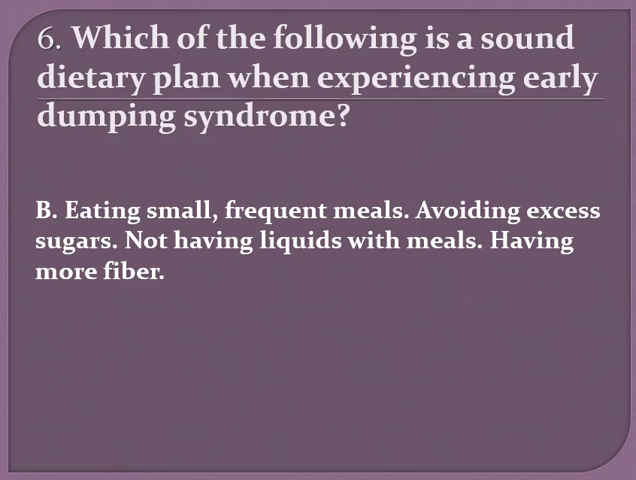 6. Which of the following is a sound
dietary plan when experiencing early
dumping syndrome?
B. Eating small, frequent meals. Avoiding excess
sugars. Not having liquids with meals. Having
more fiber.